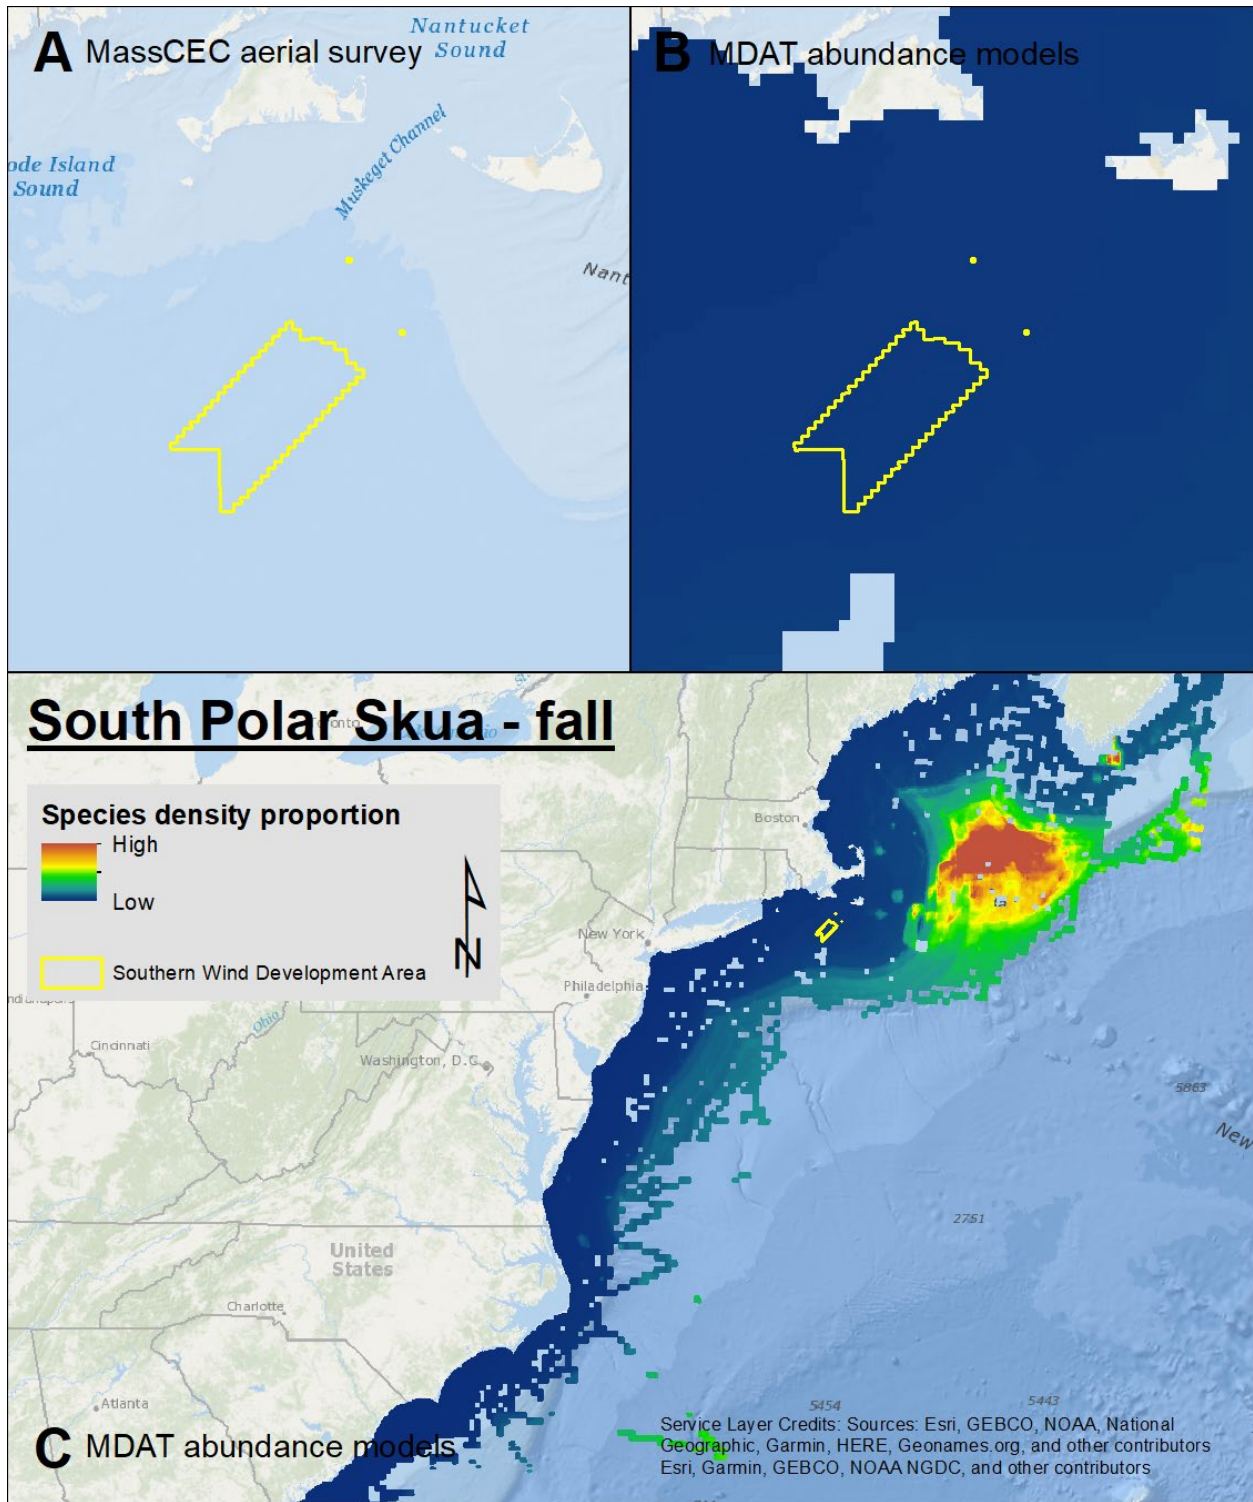 A MassCEC aerial survey
Nantucket
Sound
Muskeget Channel
ode Island
Sound
Nant
B MDAT abundance models
South Polar Skua - fall
Species density proportion
High
Low
N
Southern Wind Development Area
Boston
New York
Philadelphia
Ohio
Cincinnati
Washington, D.C.
5863
New
2751
United
States
Charlotte
Atlanta
5454
5443
C MDAT abundance models
Service Layer Credits: Sources: Esri, GEBCO, NOAA, National
Geographic, Garmin, HERE, Geonames.org, and other contributors
Esri, Garmin, GEBCO, NOAA NGDC, and other contributors